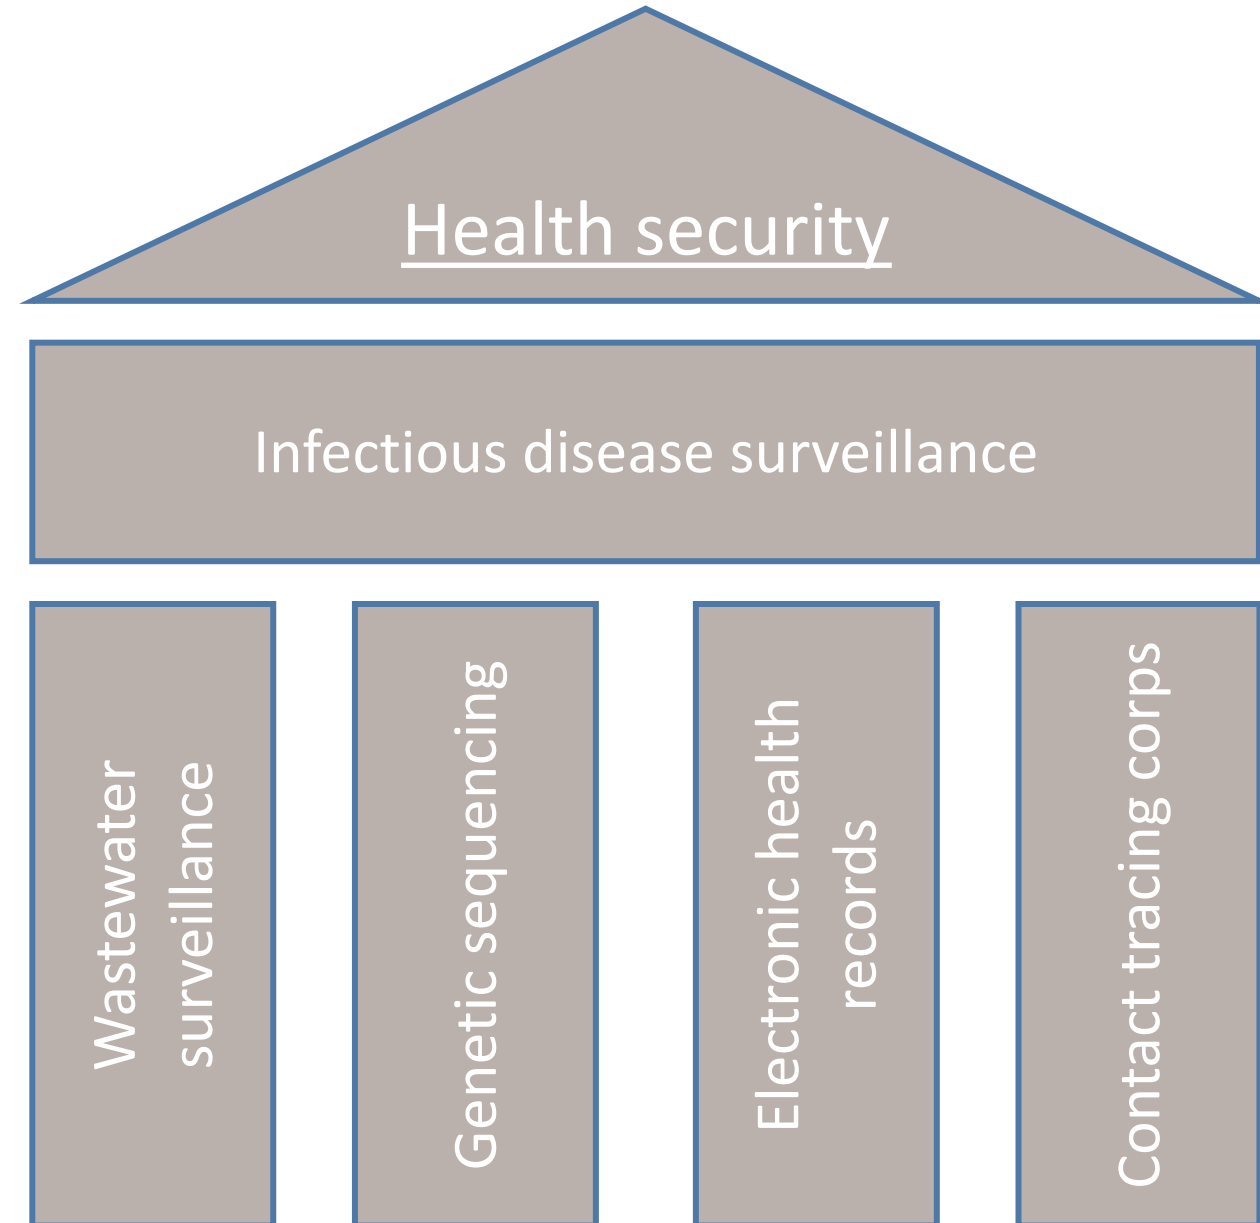 Health security
Infectious disease surveillance
Wastewater
surveillance
Genetic sequencing
Electronic health
records
Contact tracing corps